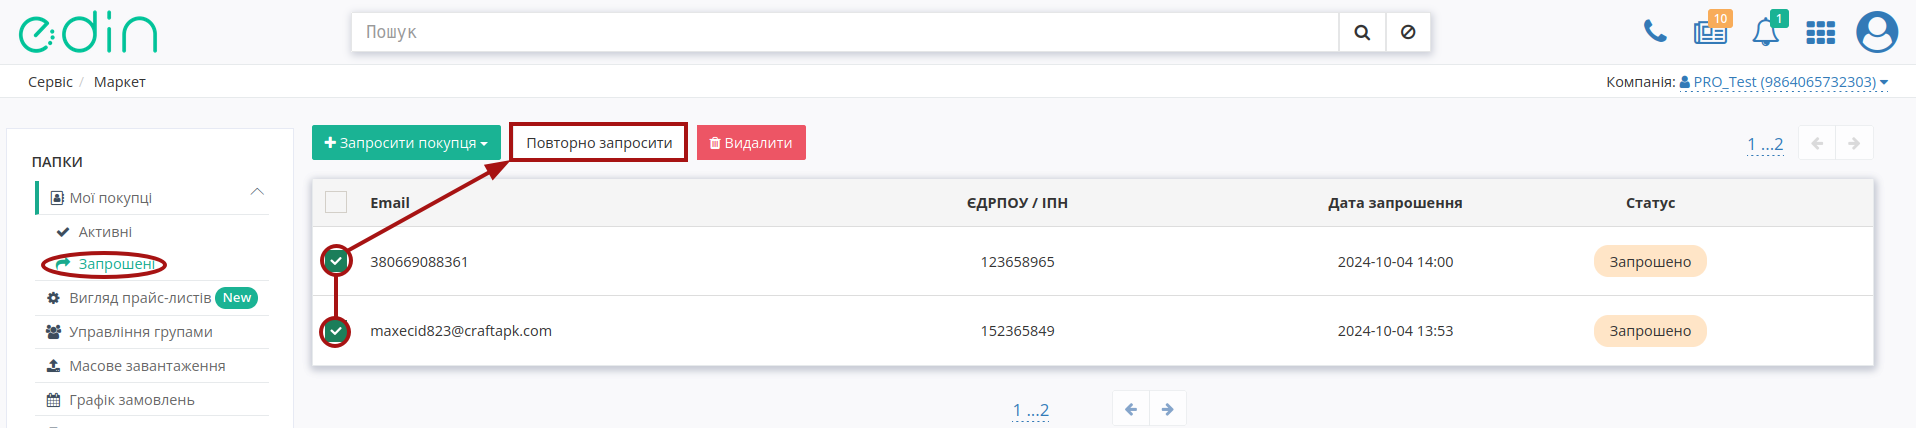 edin
Пошук
10
1
Сервіс / Маркет
Компанія: PRO_Test (9864065732303)
ПАПКИ
Мої покупці
Активні
Запрошені
Вигляд прайс-листів New
Управління групами
Масове завантаження
Графік замовлень
Запросити покупця
Повторно запросити
Видалити
1 ...2
Email ЄДРПОУ / ІПН Дата запрошення Статус
380669088361 123658965 2024-10-04 14:00 Запрошено
maxecid823@craftapk.com 152365849 2024-10-04 13:53 Запрошено
1 ...2